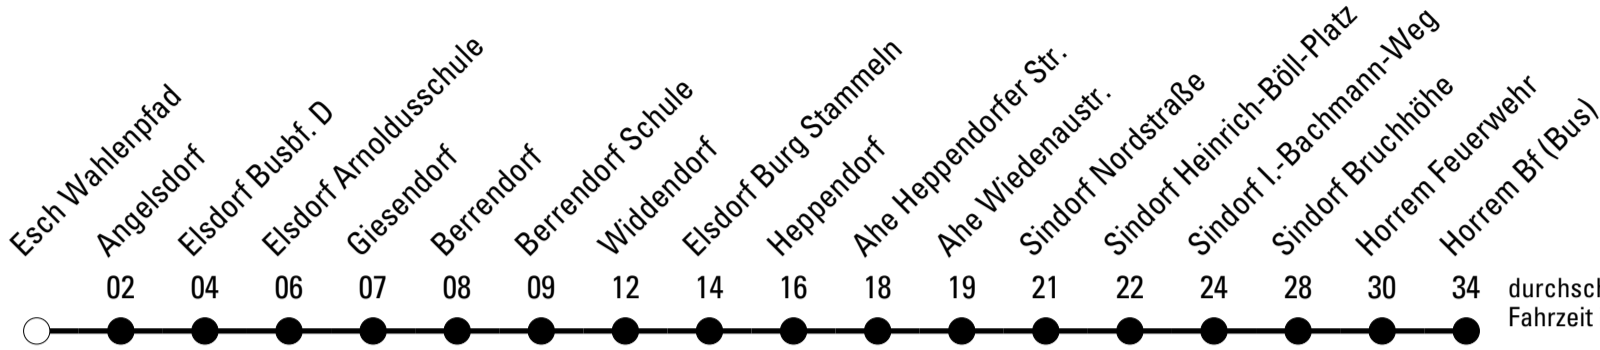 Esch Wahlenpfad
Angelsdorf
Elsdorf Busbf. D
Elsdorf Arnoldusschule
Giesendorf
Berrendorf
Berrendorf Schule
Widdendorf
Elsdorf Burg Stammeln
Heppendorf
Ahe Heppendorfer Str.
Ahe Wiedenaustr.
Sindorf Nordstraße
Sindorf Heinrich-Böll-Platz
Sindorf I.-Bachmann-Weg
Sindorf Bruchhöhe
Horrem Feuerwehr
Horrem Bf (Bus)
02 04 06 07 08 09 12 14 16 18 19 21 22 24 28 30 34 durchsch
Fahrzeit